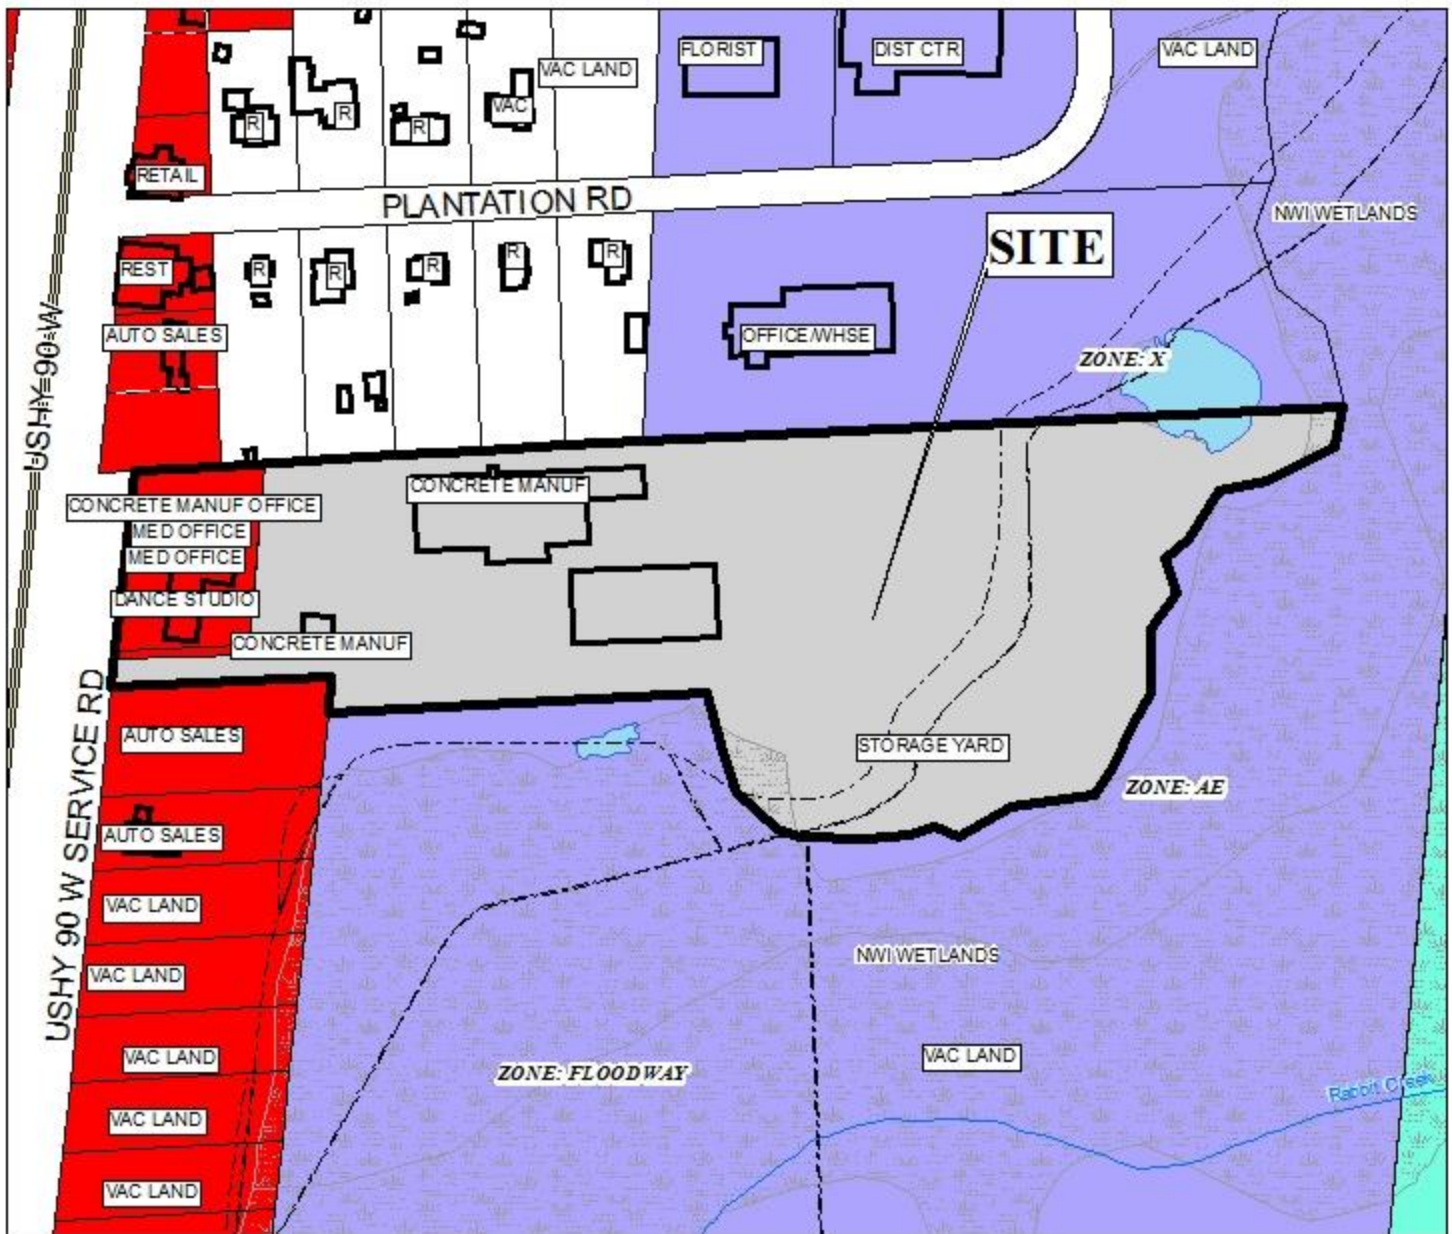 FLORIST
DIST CTR
VAC LAND
VAC LAND
R
R
R
VAC
RETAIL
PLANTATION RD
NWI WETLANDS
SITE
REST
R
R
R
R
R
AUTO SALES
OFFICE/WHSE
ZONE: X
USHY 90 W
CONCRETE MANUF
CONCRETE MANUF OFFICE
MED OFFICE
MED OFFICE
DANCE STUDIO
CONCRETE MANUF
AUTO SALES
STORAGE YARD
ZONE: AE
AUTO SALES
USHY 90 W SERVICE RD
VAC LAND
NWI WETLANDS
VAC LAND
VAC LAND
VAC LAND
ZONE: FLOODWAY
Rabbit Creek
VAC LAND
VAC LAND